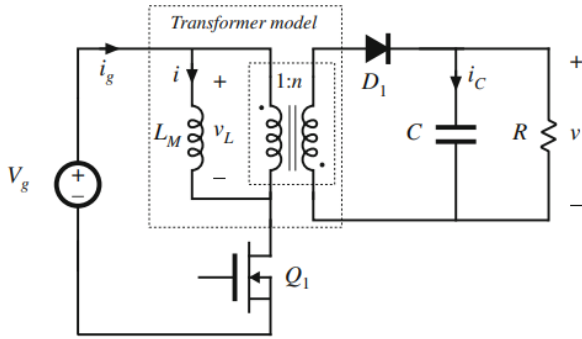 Transformer model
i_g
i
+
1:n
D_1
i_C
+
L_M
v_L
C
R
v
V_g
+
−
−
−
Q_1